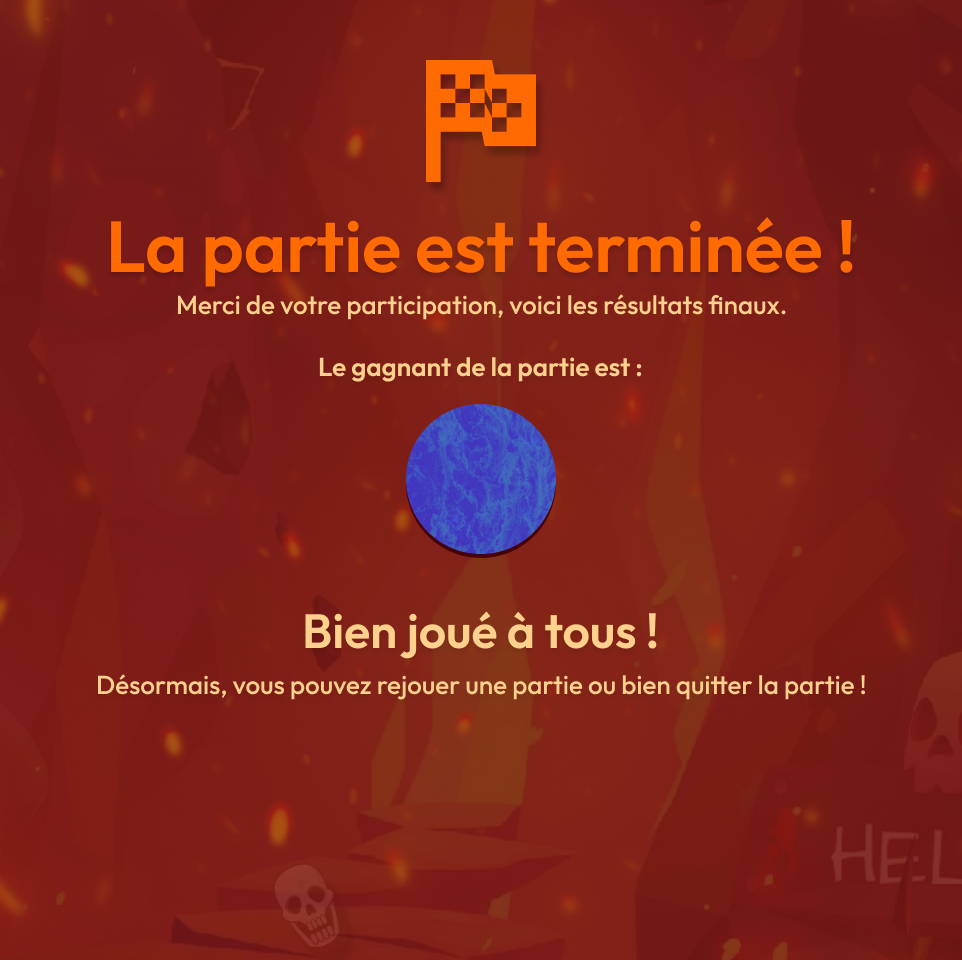 La partie est terminée !
Merci de votre participation, voici les résultats finaux.
Le gagnant de la partie est :
Bien joué à tous !
Désormais, vous pouvez rejouer une partie ou bien quitter la partie !
HEL